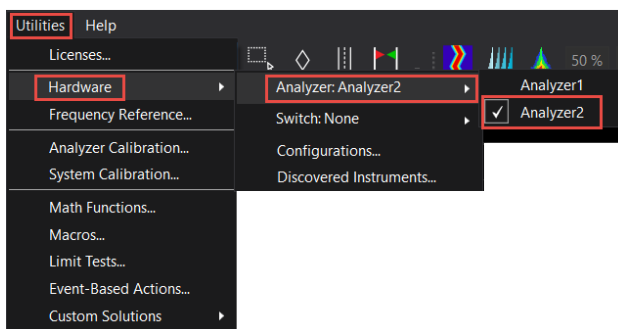 Utilities Help
Licenses...
50 %
Hardware
Analyzer: Analyzer2
Analyzer1
Frequency Reference...
Switch: None
Analyzer2
Analyzer Calibration...
Configurations...
System Calibration...
Discovered Instruments...
Math Functions...
Macros...
Limit Tests...
Event-Based Actions...
Custom Solutions